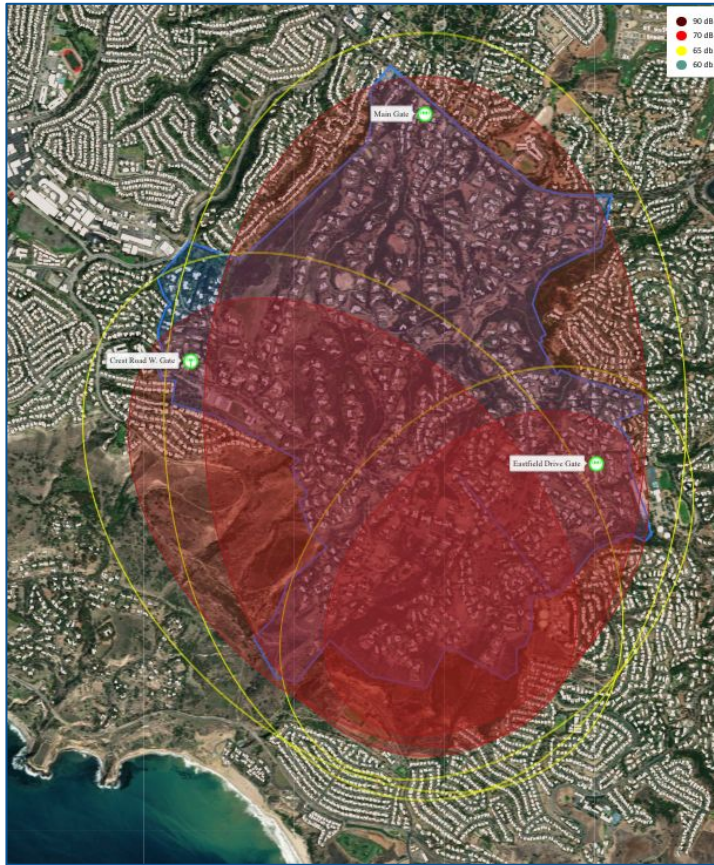 90 dB
70 dB
65 db
60 db
Main Gate
Crest Road W. Gate
Eastfield Drive Gate